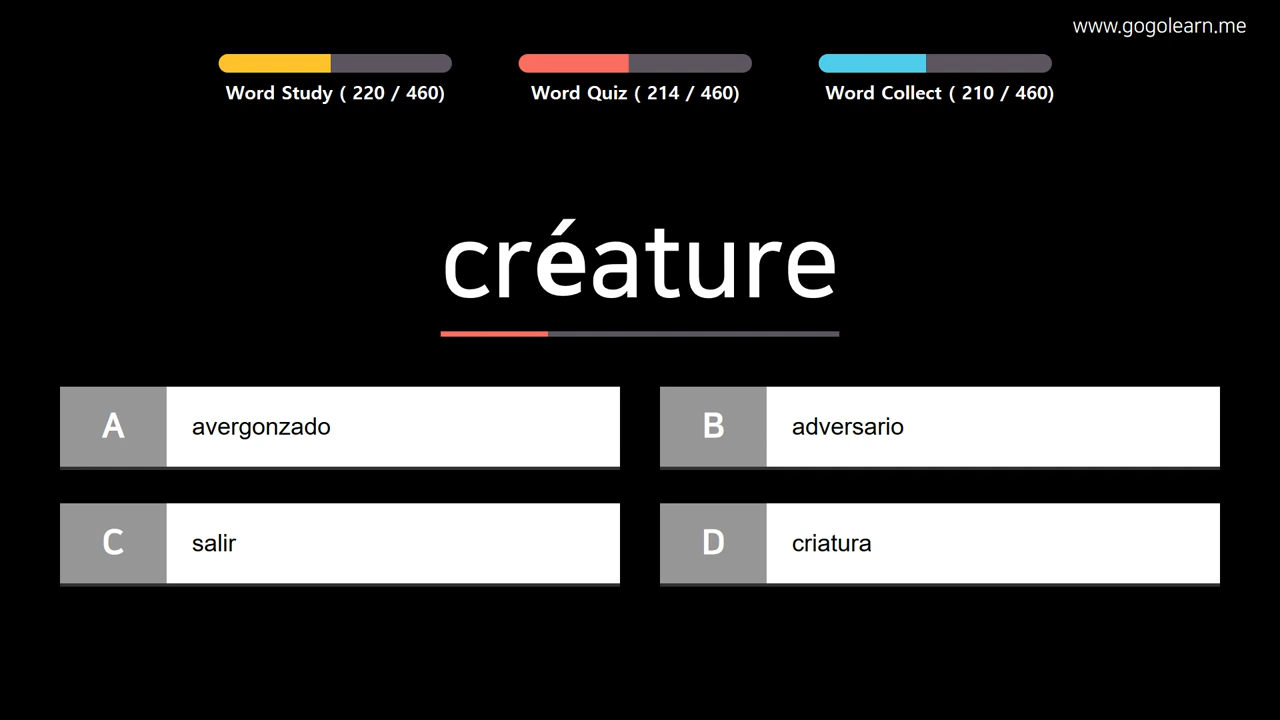 www.gogolearn.me
Word Study ( 220 / 460)
Word Quiz ( 214 / 460)
Word Collect ( 210 / 460)
créature
A
avergonzado
B
adversario
C
salir
D
criatura